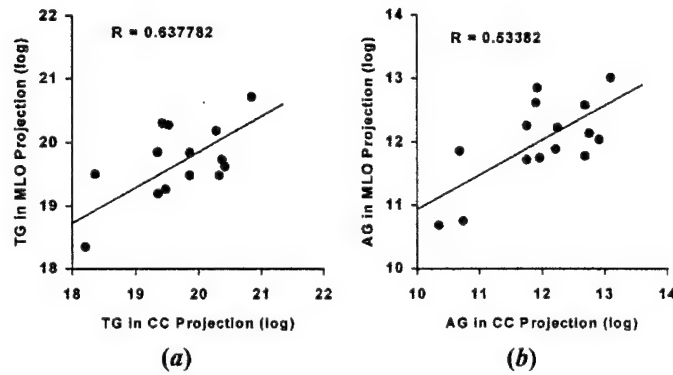 R = 0.637782
TG in MLO Projection (log)
21
20
19
18
18 19 20 21 22
TG in CC Projection (log)
(a)
R = 0.53382
AG in MLO Projection (log)
14
13
12
11
10
10 11 12 13 14
AG in CC Projection (log)
(b)